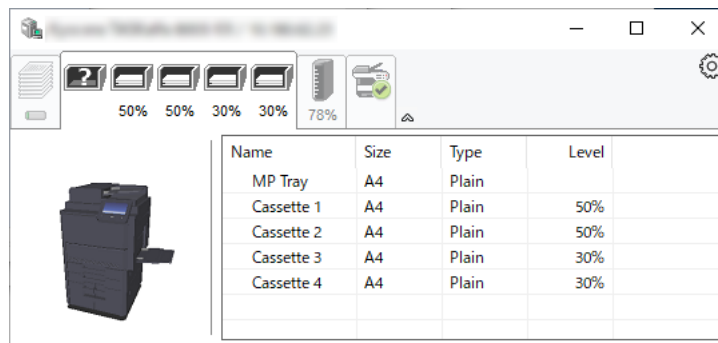 50% 50% 30% 30% 78%
Name Size Type Level
MP Tray A4 Plain
Cassette 1 A4 Plain 50%
Cassette 2 A4 Plain 50%
Cassette 3 A4 Plain 30%
Cassette 4 A4 Plain 30%